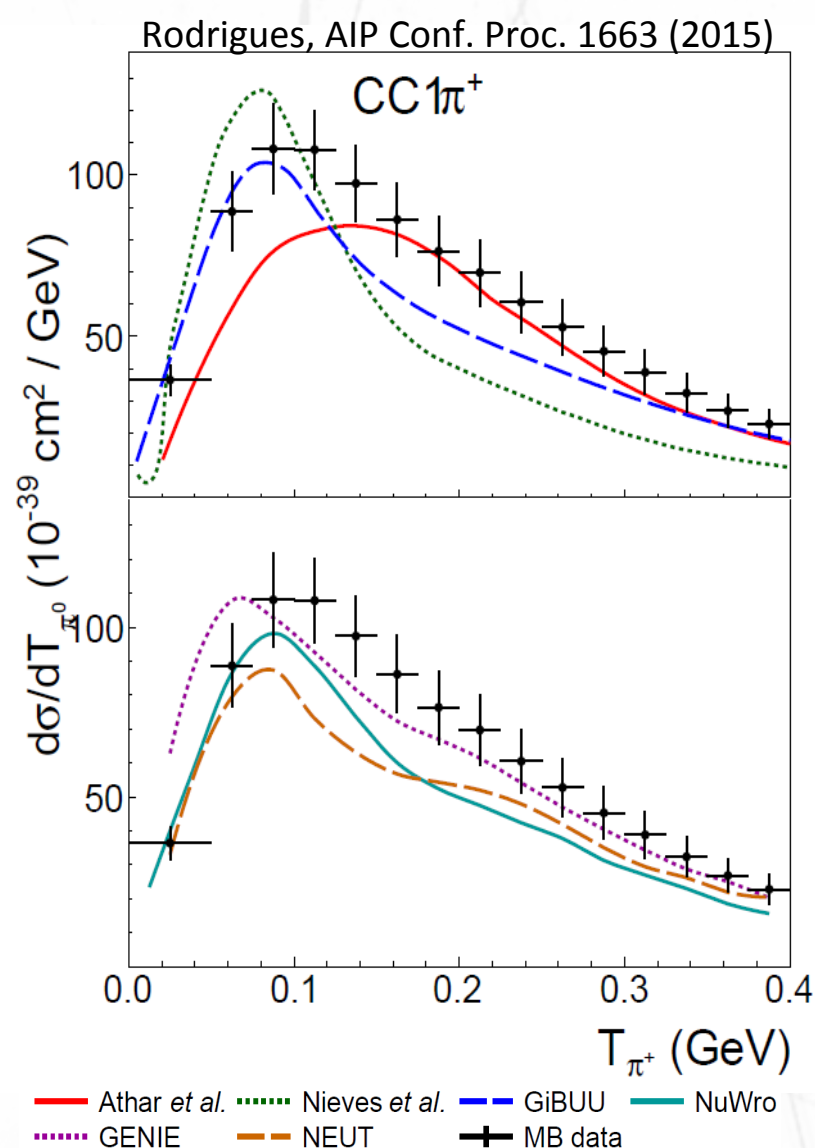 Rodrigues, AIP Conf. Proc. 1663 (2015)
CC1π⁺
100
50
dσ/dT_π⁰ (10⁻³⁹ cm² / GeV)
100
50
0.0 0.1 0.2 0.3 0.4
T_π⁺ (GeV)
Athar et al. Nieves et al. GiBUU NuWro
GENIE NEUT MB data